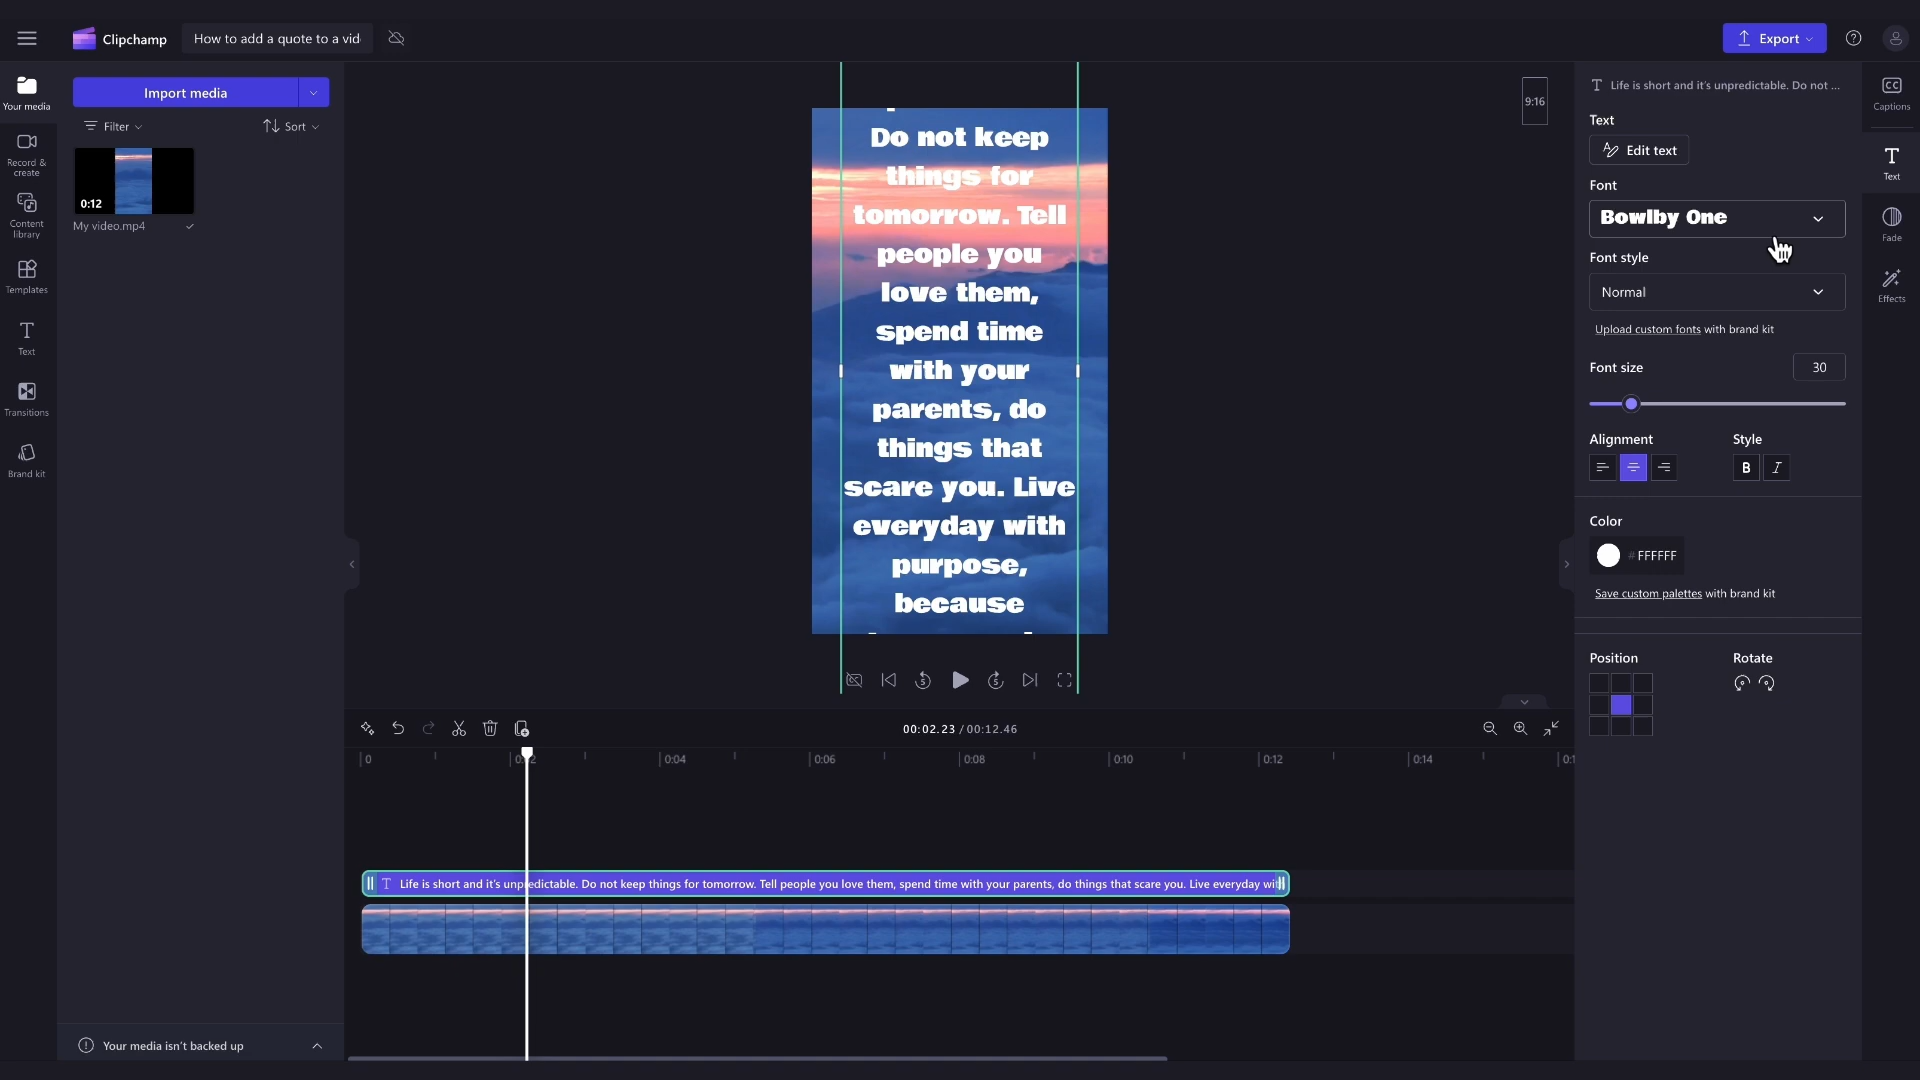 Clipchamp
How to add a quote to a vid
Export
Your media
Record &
create
Content
library
Templates
Text
Transitions
Brand kit
Import media
Filter
Sort
0:12
My video.mp4
Your media isn't backed up
9:16
Do not keep
things for
tomorrow. Tell
people you
love them,
spend time
with your
parents, do
things that
scare you. Live
everyday with
purpose,
because
5
5
00:02.23 / 00:12.46
0
0:04
0:06
0:08
0:10
0:12
0:14
Life is short and it's unpredictable. Do not keep things for tomorrow. Tell people you love them, spend time with your parents, do things that scare you. Live everyday wi
Life is short and it's unpredictable. Do not ...
Text
Edit text
Font
Bowlby One
Font style
Normal
Upload custom fonts with brand kit
Font size
30
Alignment
Style
B I
Color
# FFFFFF
Save custom palettes with brand kit
Position
Rotate
CC
Captions
Text
Fade
Effects